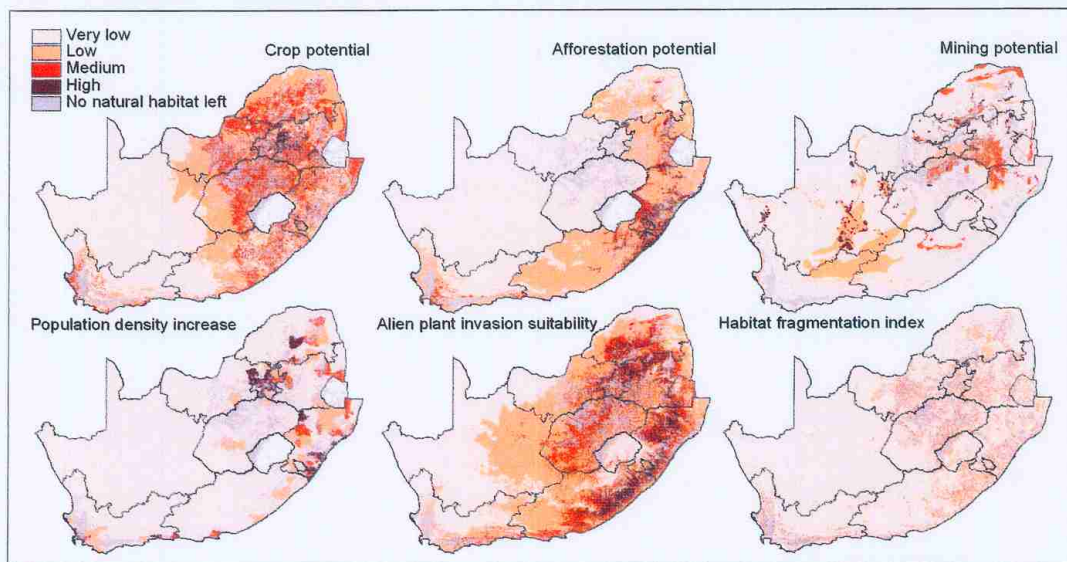 Very low
Low
Medium
High
No natural habitat left
Crop potential
Afforestation potential
Mining potential
Population density increase
Alien plant invasion suitability
Habitat fragmentation index